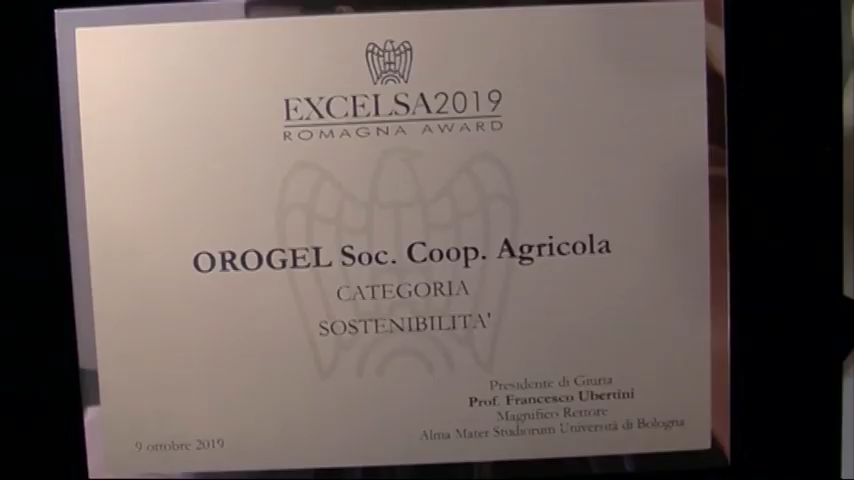 EXCELSA2019
ROMAGNA AWARD
OROGEL Soc. Coop. Agricola
CATEGORIA
SOSTENIBILITA'
Presidente di Giuria
Prof. Francesco Ubertini
Magnifico Rettore
Alma Mater Studiorum Università di Bologna
9 ottobre 2019